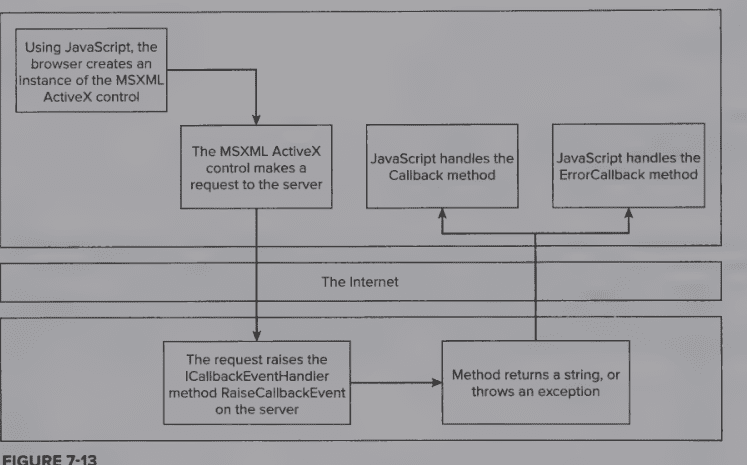 Using JavaScript, the
browser creates an
instance of the MSXML
ActiveX control
The MSXML ActiveX
control makes a
request to the server
JavaScript handles the
Callback method
JavaScript handles the
ErrorCallback method
The Internet
The request raises the
ICallbackEventHandler
method RaiseCallbackEvent
on the server
Method returns a string, or
throws an exception
FIGURE 7-13